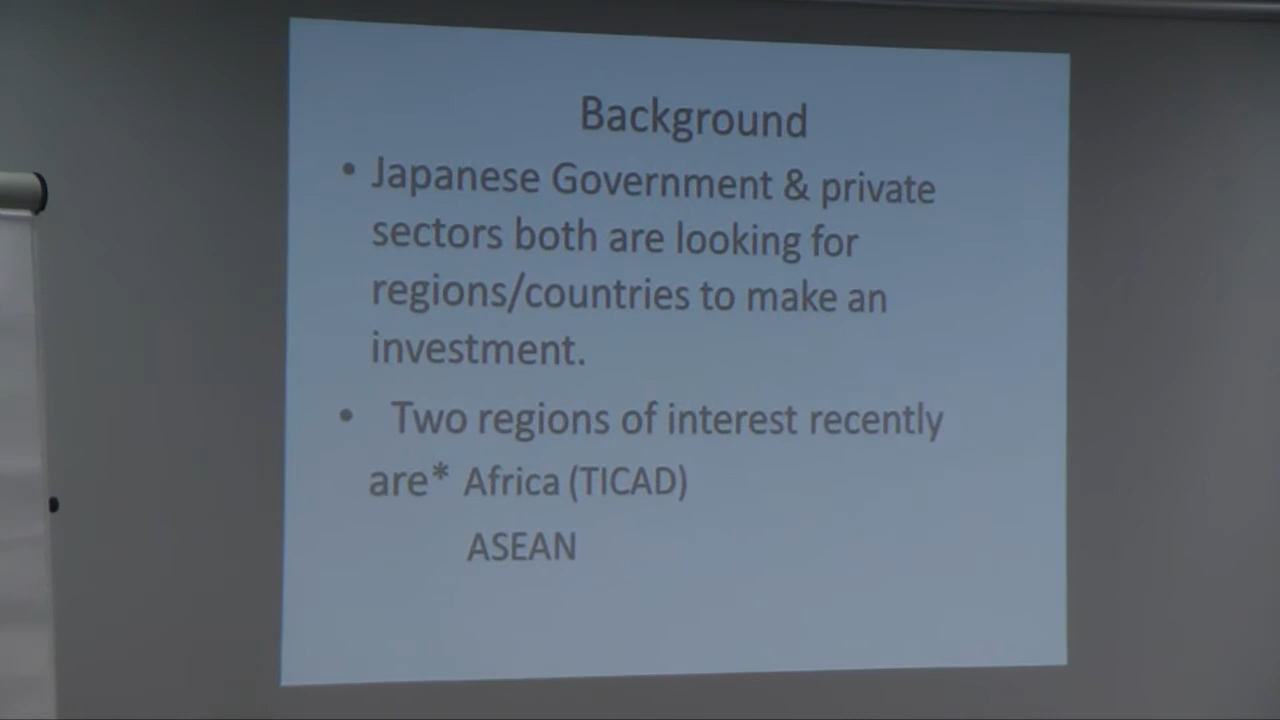 Background
• Japanese Government & private
sectors both are looking for
regions/countries to make an
investment.
• Two regions of interest recently
are* Africa (TICAD)
ASEAN